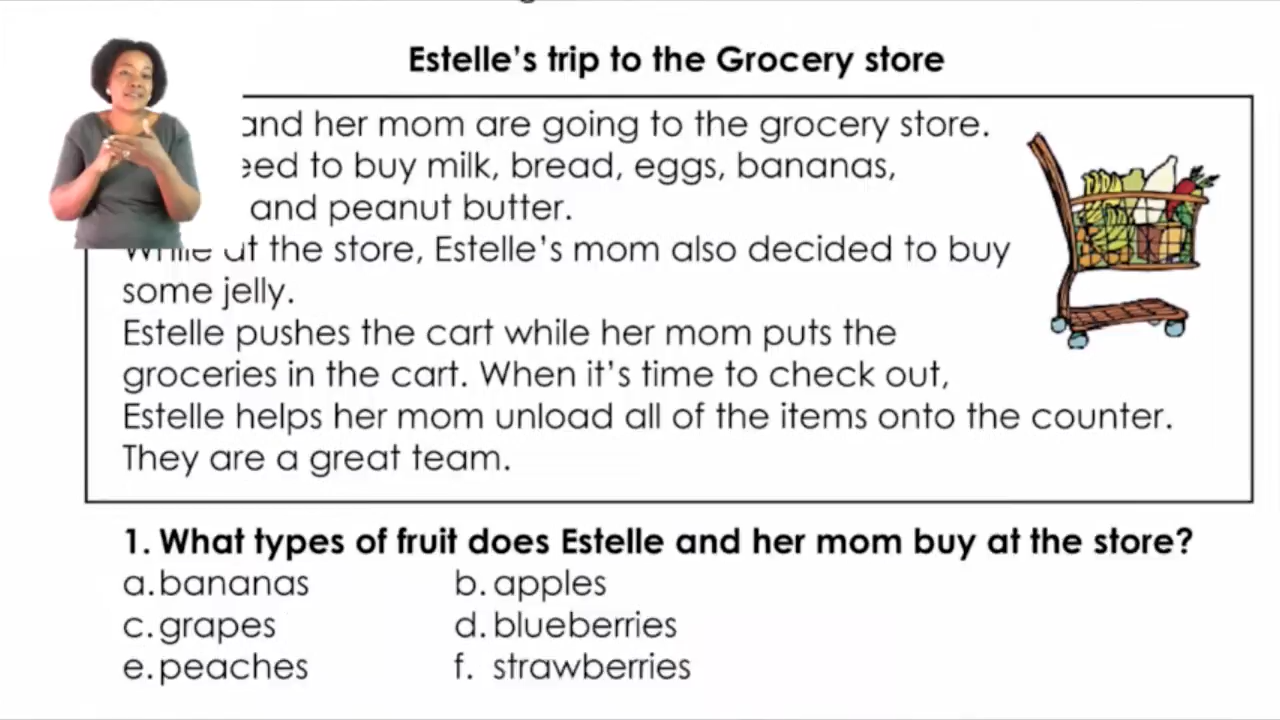 Estelle's trip to the Grocery store
and her mom are going to the grocery store.
to buy milk, bread, eggs, bananas,
and peanut butter.
While at the store, Estelle's mom also decided to buy
some jelly.
Estelle pushes the cart while her mom puts the
groceries in the cart. When it's time to check out,
Estelle helps her mom unload all of the items onto the counter.
They are a great team.
1. What types of fruit does Estelle and her mom buy at the store?
a. bananas b. apples
c. grapes d. blueberries
e. peaches f. strawberries